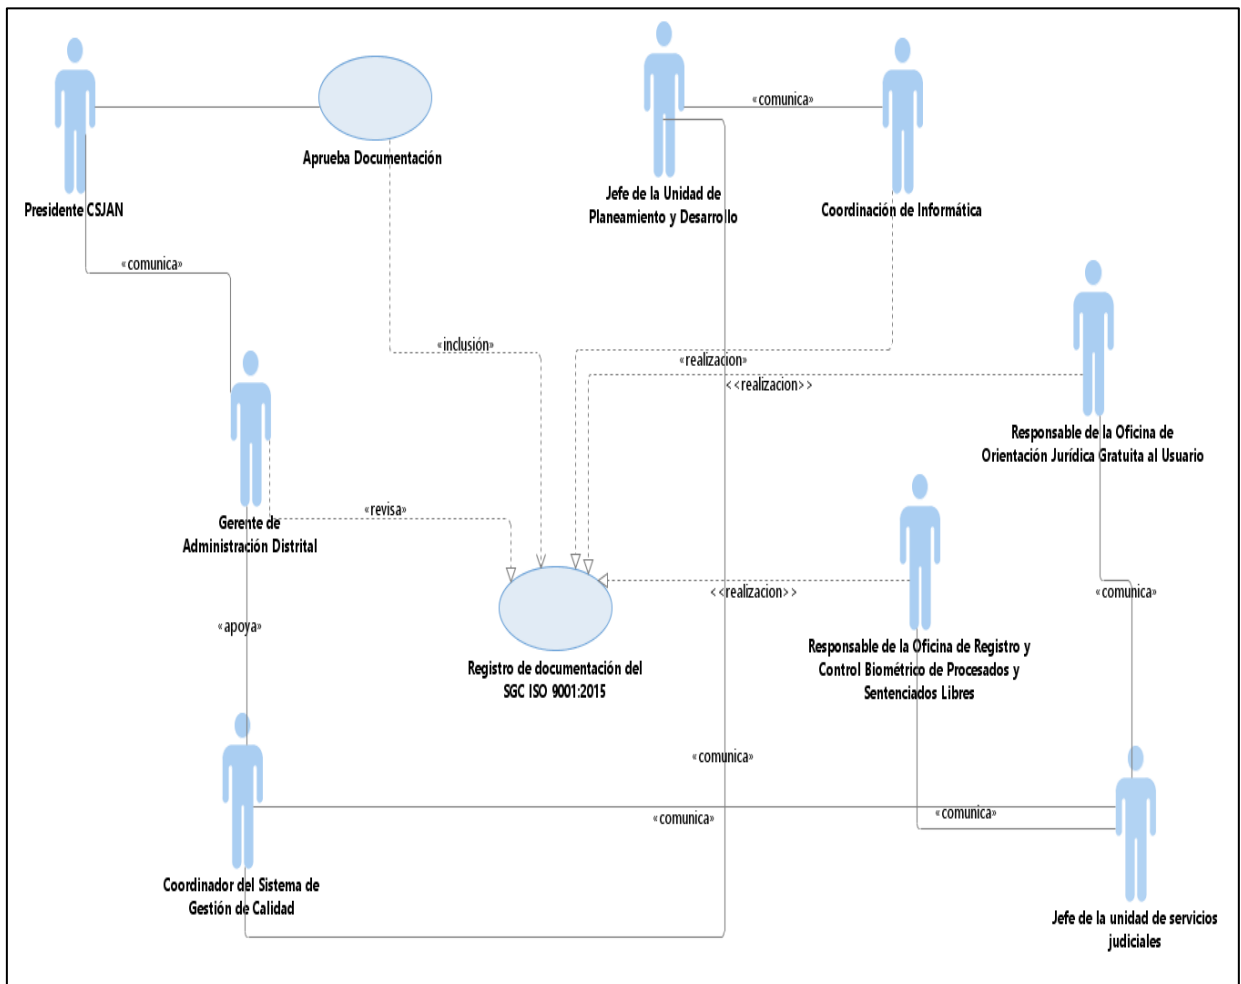 «comunica»
Aprueba Documentación
Presidente CSJAN
Jefe de la Unidad de
Planeamiento y Desarrollo
Coordinación de Informática
«comunica»
«inclusión»
«realizacion»
<<realizacion>>
Responsable de la Oficina de
Orientación Jurídica Gratuita al Usuario
«revisa»
Gerente de
Administración Distrital
<<realizacion>>
«comunica»
«apoya»
Registro de documentación del
SGC ISO 9001:2015
Responsable de la Oficina de Registro y
Control Biométrico de Procesados y
Sentenciados Libres
«comunica»
«comunica»
«comunica»
Coordinador del Sistema de
Gestión de Calidad
Jefe de la unidad de servicios
judiciales